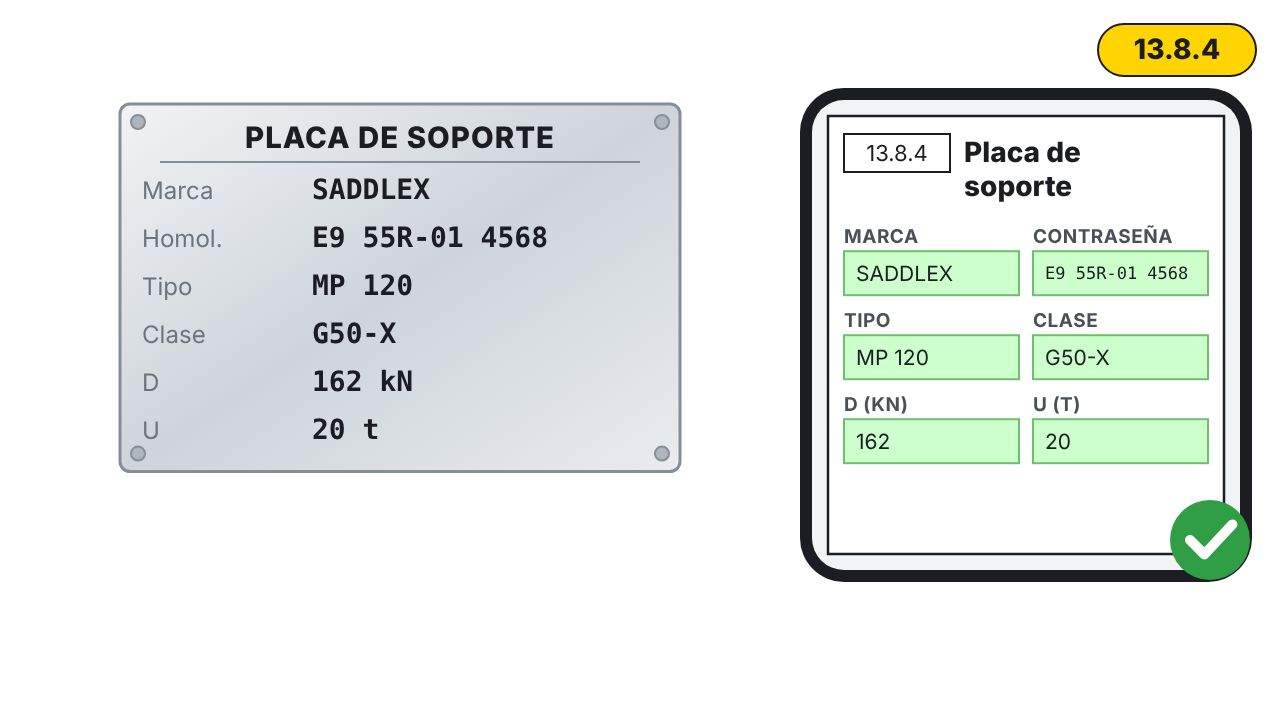 13.8.4
PLACA DE SOPORTE
Marca SADDLEX
Homol. E9 55R-01 4568
Tipo MP 120
Clase G50-X
D 162 kN
U 20 t
13.8.4
Placa de
soporte
MARCA CONTRASEÑA
SADDLEX E9 55R-01 4568
TIPO CLASE
MP 120 G50-X
D (KN) U (T)
162 20